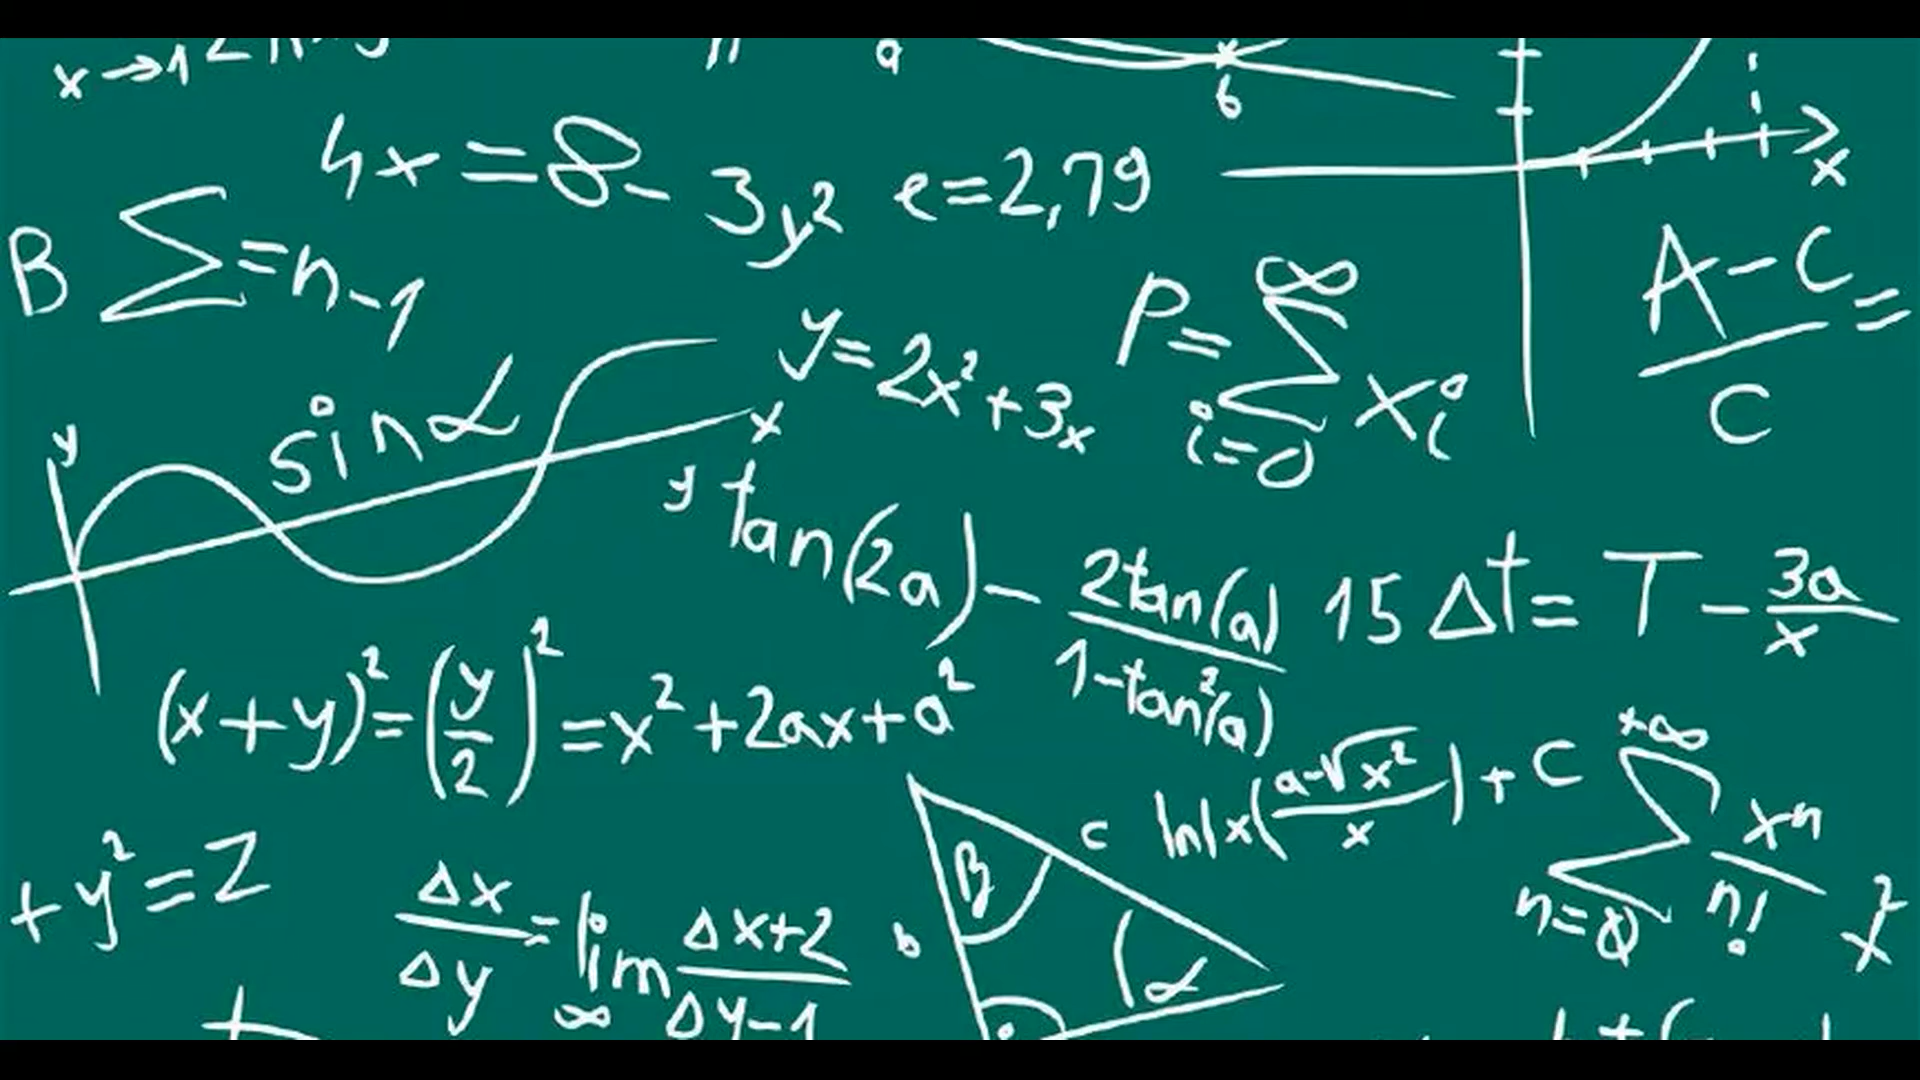 x→1
a
b
4x = 8 - 3y²
e=2,79
x
B ∑ = n-1
A-C/C =
P = ∞∑i=0 xi
y = 2x² + 3x
sin α
y
x
y
tan(2a) - 2tan(a)/1-tan²(a)
15 Δt = T - 3a/x
(x+y)² = (y/2)² = x² + 2ax + a²
ln|x(a-√x²/x)| + C
+∞∑n=0 xⁿ/n!
+y² = Z
Δx/Δy = lim∞ Δx+2/Δy-1
c
β
b
α